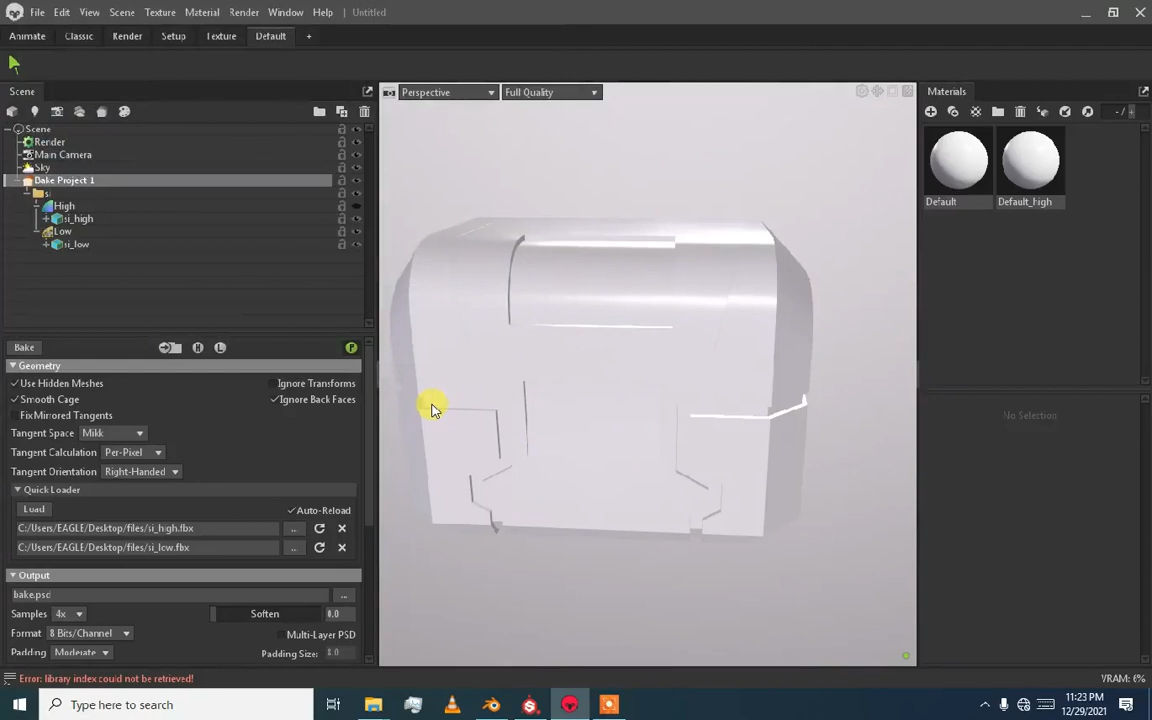 File Edit View Scene Texture Material Render Window Help Untitled
Animate Classic Render Setup Texture Default +
Scene
Perspective Full Quality
Materials
- / +
Scene
Render
Main Camera
Sky
Bake Project 1
si
High
si_high
Low
si_low
Default Default_high
Bake
Geometry
Use Hidden Meshes Ignore Transforms
Smooth Cage Ignore Back Faces
Fix Mirrored Tangents
Tangent Space Mikk
Tangent Calculation Per-Pixel
Tangent Orientation Right-Handed
Quick Loader
Load Auto-Reload
C:/Users/EAGLE/Desktop/files/si_high.fbx ...
C:/Users/EAGLE/Desktop/files/si_low.fbx ...
Output
bake.psd ...
Samples 4x Soften 0.0
Format 8 Bits/Channel Multi-Layer PSD
Padding Moderate Padding Size: 8.0
No Selection
Error: library index could not be retrieved!
VRAM: 6%
Type here to search
11:23 PM
12/29/2021